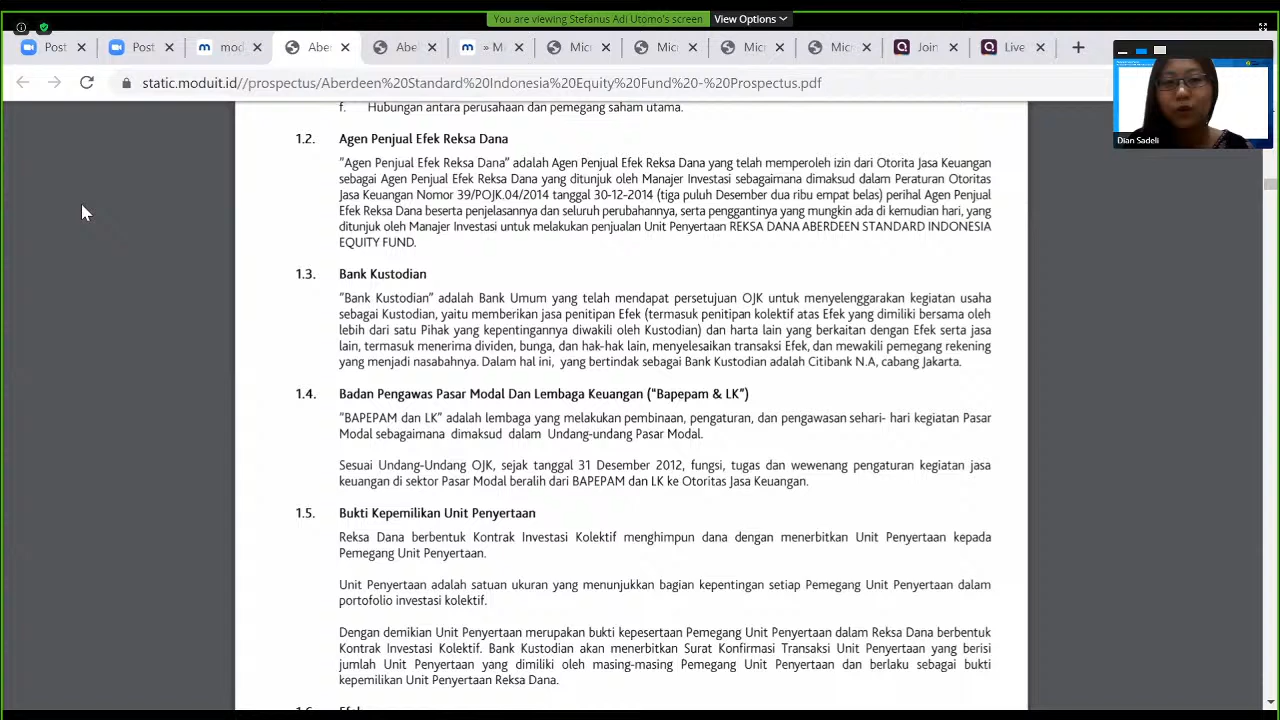 You are viewing Stefanus Adi Utomo's screen
View Options
Post
Post
mod
Abe
Abe
» M
Micr
Micr
Micr
Micr
Join
Live
static.moduit.id//prospectus/Aberdeen%20Standard%20Indonesia%20Equity%20Fund%20-%20Prospectus.pdf
Dian Sadeli
f. Hubungan antara perusahaan dan pemegang saham utama.
1.2. Agen Penjual Efek Reksa Dana
"Agen Penjual Efek Reksa Dana" adalah Agen Penjual Efek Reksa Dana yang telah memperoleh izin dari Otorita Jasa Keuangan
sebagai Agen Penjual Efek Reksa Dana yang ditunjuk oleh Manajer Investasi sebagaimana dimaksud dalam Peraturan Otoritas
Jasa Keuangan Nomor 39/POJK.04/2014 tanggal 30-12-2014 (tiga puluh Desember dua ribu empat belas) perihal Agen Penjual
Efek Reksa Dana beserta penjelasannya dan seluruh perubahannya, serta penggantinya yang mungkin ada di kemudian hari, yang
ditunjuk oleh Manajer Investasi untuk melakukan penjualan Unit Penyertaan REKSA DANA ABERDEEN STANDARD INDONESIA
EQUITY FUND.
1.3. Bank Kustodian
"Bank Kustodian" adalah Bank Umum yang telah mendapat persetujuan OJK untuk menyelenggarakan kegiatan usaha
sebagai Kustodian, yaitu memberikan jasa penitipan Efek (termasuk penitipan kolektif atas Efek yang dimiliki bersama oleh
lebih dari satu Pihak yang kepentingannya diwakili oleh Kustodian) dan harta lain yang berkaitan dengan Efek serta jasa
lain, termasuk menerima dividen, bunga, dan hak-hak lain, menyelesaikan transaksi Efek, dan mewakili pemegang rekening
yang menjadi nasabahnya. Dalam hal ini, yang bertindak sebagai Bank Kustodian adalah Citibank N.A, cabang Jakarta.
1.4. Badan Pengawas Pasar Modal Dan Lembaga Keuangan ("Bapepam & LK")
"BAPEPAM dan LK" adalah lembaga yang melakukan pembinaan, pengaturan, dan pengawasan sehari- hari kegiatan Pasar
Modal sebagaimana dimaksud dalam Undang-undang Pasar Modal.
Sesuai Undang-Undang OJK, sejak tanggal 31 Desember 2012, fungsi, tugas dan wewenang pengaturan kegiatan jasa
keuangan di sektor Pasar Modal beralih dari BAPEPAM dan LK ke Otoritas Jasa Keuangan.
1.5. Bukti Kepemilikan Unit Penyertaan
Reksa Dana berbentuk Kontrak Investasi Kolektif menghimpun dana dengan menerbitkan Unit Penyertaan kepada
Pemegang Unit Penyertaan.
Unit Penyertaan adalah satuan ukuran yang menunjukkan bagian kepentingan setiap Pemegang Unit Penyertaan dalam
portofolio investasi kolektif.
Dengan demikian Unit Penyertaan merupakan bukti kepesertaan Pemegang Unit Penyertaan dalam Reksa Dana berbentuk
Kontrak Investasi Kolektif. Bank Kustodian akan menerbitkan Surat Konfirmasi Transaksi Unit Penyertaan yang berisi
jumlah Unit Penyertaan yang dimiliki oleh masing-masing Pemegang Unit Penyertaan dan berlaku sebagai bukti
kepemilikan Unit Penyertaan Reksa Dana.